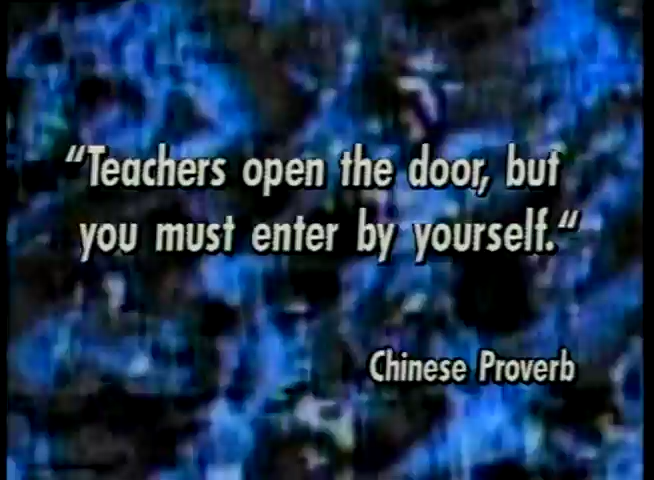 “Teachers open the door, but
you must enter by yourself.“
Chinese Proverb